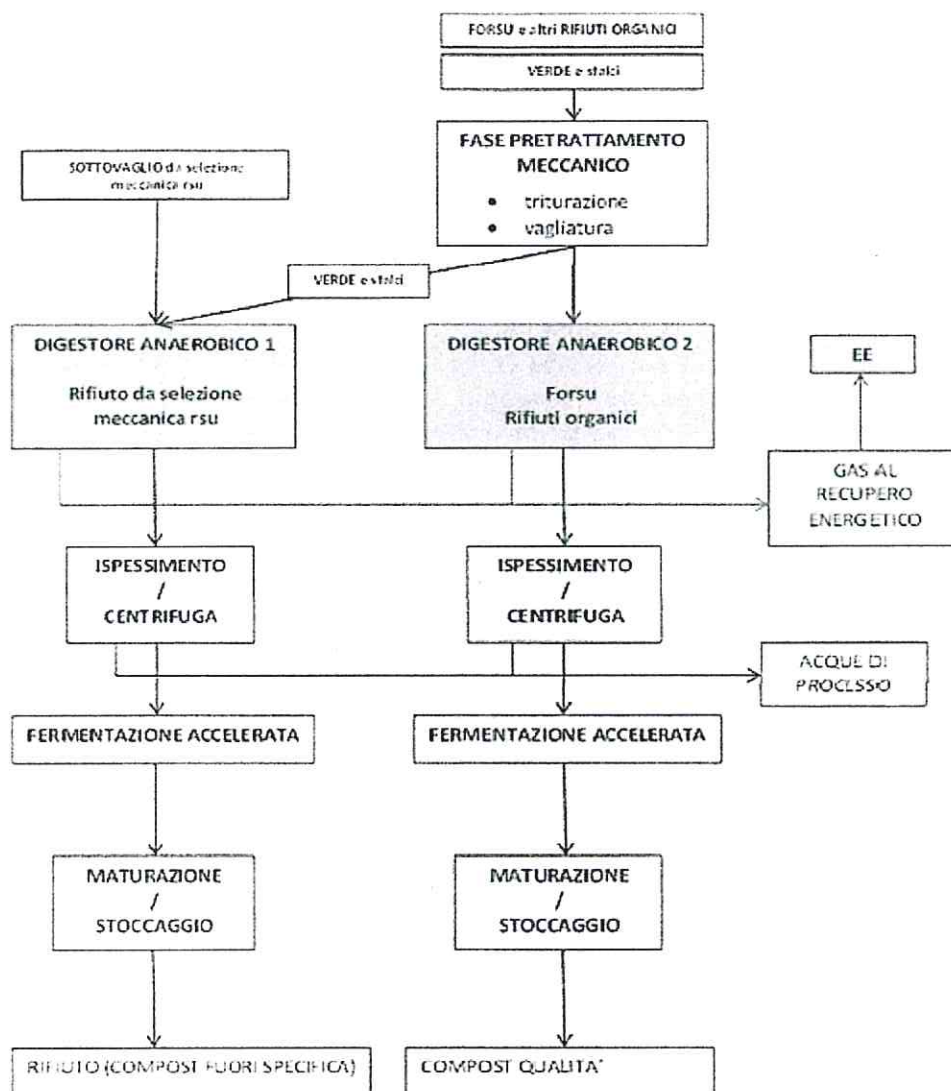 FORSU e altri RIFIUTI ORGANICI
VERDE e sfalci
FASE PRETRATTAMENTO
MECCANICO
• triturazione
• vagliatura
SOTTOVAGLIO da selezione
meccanica rsu
VERDE e sfalci
DIGESTORE ANAEROBICO 1
Rifiuto da selezione
meccanica rsu
DIGESTORE ANAEROBICO 2
Forsu
Rifiuti organici
EE
GAS AL
RECUPERO
ENERGETICO
ISPESSIMENTO
/
CENTRIFUGA
ISPESSIMENTO
/
CENTRIFUGA
ACQUE DI
PROCESSO
FERMENTAZIONE ACCELERATA
FERMENTAZIONE ACCELERATA
MATURAZIONE
/
STOCCAGGIO
MATURAZIONE
/
STOCCAGGIO
RIFIUTO (COMPOST FUORI SPECIFICA)
COMPOST QUALITA'